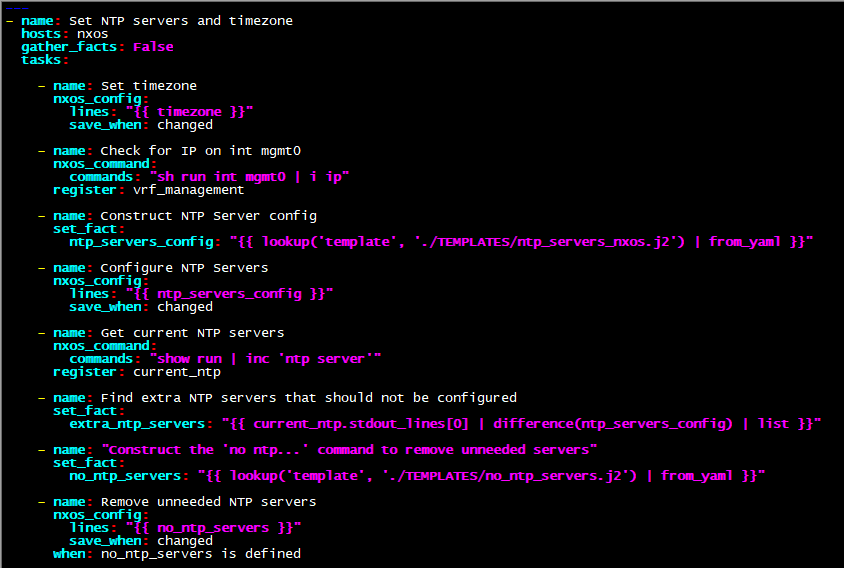 ---
- name: Set NTP servers and timezone
  hosts: nxos
  gather_facts: False
  tasks:

    - name: Set timezone
      nxos_config:
        lines: "{{ timezone }}"
        save_when: changed

    - name: Check for IP on int mgmt0
      nxos_command:
        commands: "sh run int mgmt0 | i ip"
      register: vrf_management

    - name: Construct NTP Server config
      set_fact:
        ntp_servers_config: "{{ lookup('template', './TEMPLATES/ntp_servers_nxos.j2') | from_yaml }}"

    - name: Configure NTP Servers
      nxos_config:
        lines: "{{ ntp_servers_config }}"
        save_when: changed

    - name: Get current NTP servers
      nxos_command:
        commands: "show run | inc 'ntp server'"
      register: current_ntp

    - name: Find extra NTP servers that should not be configured
      set_fact:
        extra_ntp_servers: "{{ current_ntp.stdout_lines[0] | difference(ntp_servers_config) | list }}"

    - name: "Construct the 'no ntp...' command to remove unneeded servers"
      set_fact:
        no_ntp_servers: "{{ lookup('template', './TEMPLATES/no_ntp_servers.j2') | from_yaml }}"

    - name: Remove unneeded NTP servers
      nxos_config:
        lines: "{{ no_ntp_servers }}"
        save_when: changed
      when: no_ntp_servers is defined